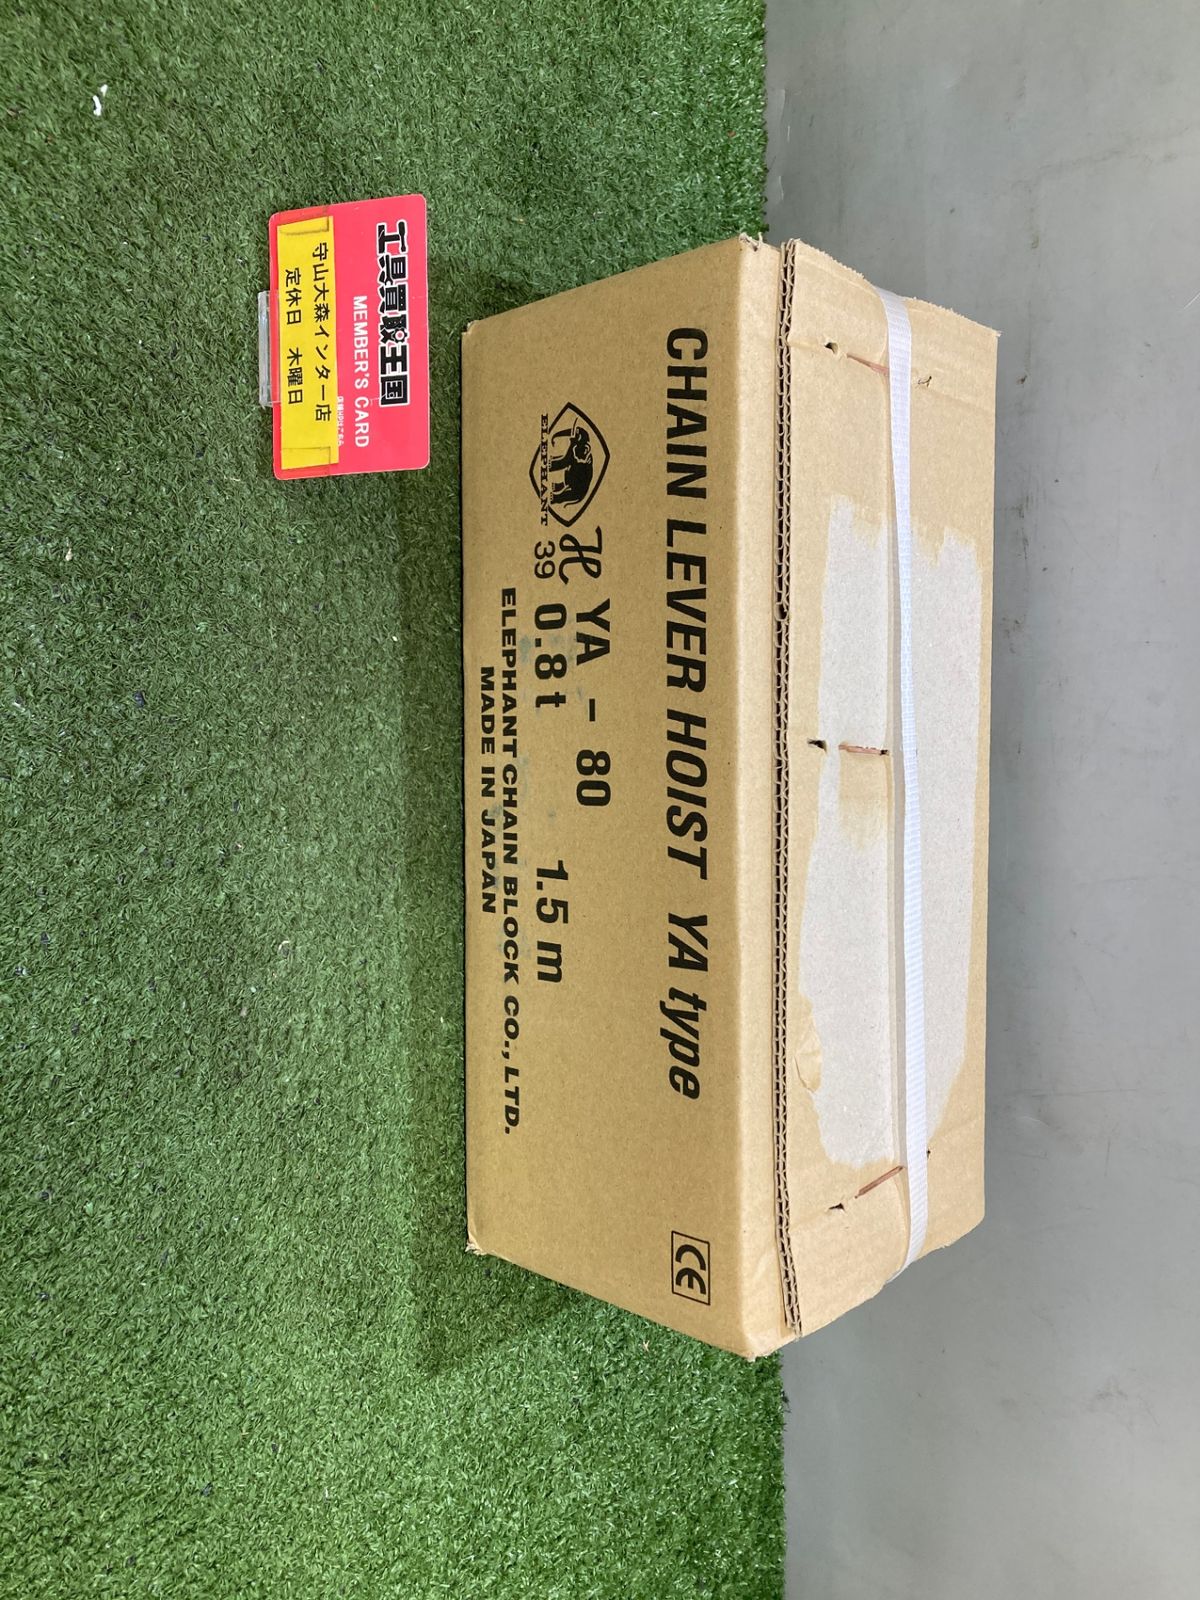 工具買取王国
MEMBER'S CARD
守山大森インター店
定休日 木曜日
CHAIN LEVER HOIST YA type
CE
ELEPHANT
H YA - 80
39 0.8t 1.5m
ELEPHANT CHAIN BLOCK CO., LTD.
MADE IN JAPAN